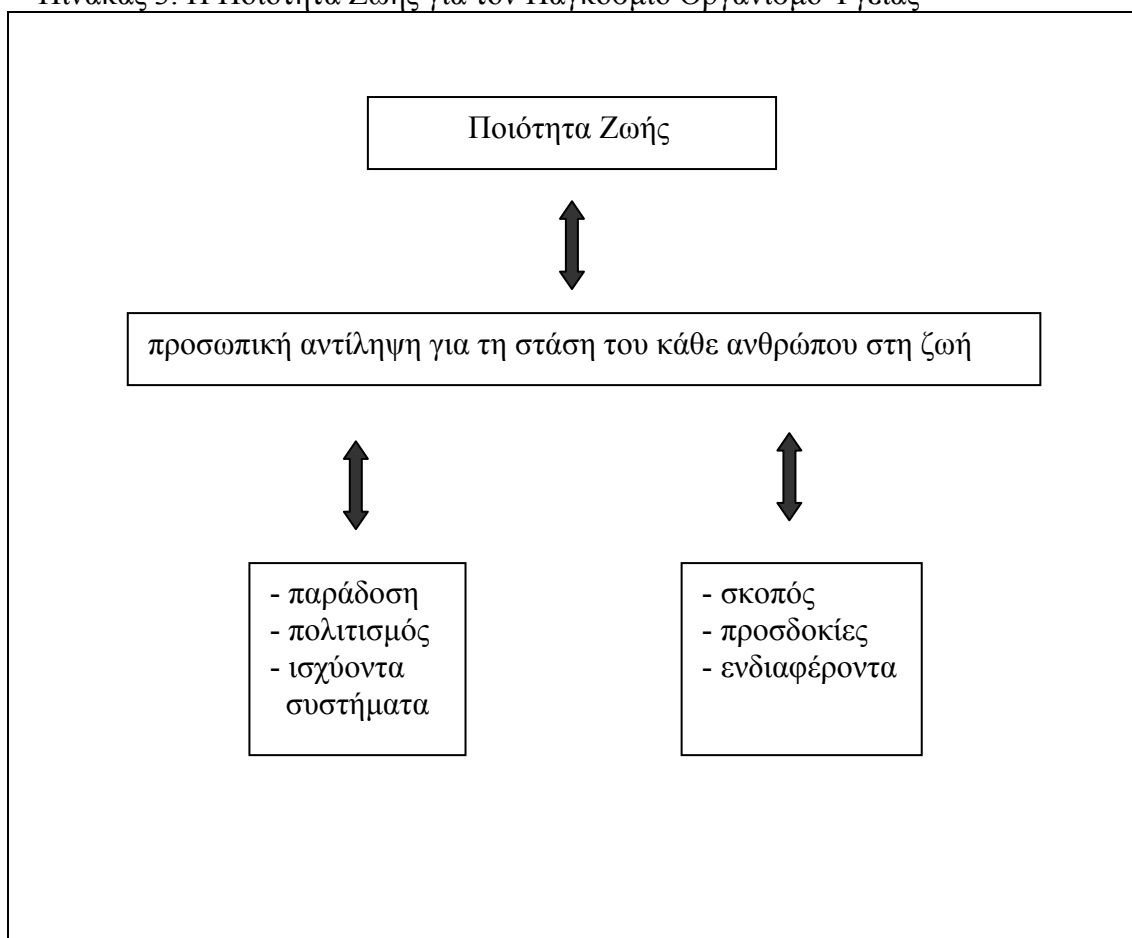 Πίνακας Η Ποιότητα Ζωής για τον Παγκόσμιο Οργανισμό Υγείας
Ποιότητα Ζωής
προσωπική αντίληψη για τη στάση του κάθε ανθρώπου στη ζωή
- παράδοση
- πολιτισμός
- ισχύοντα
συστήματα
- σκοπός
- προσδοκίες
- ενδιαφέροντα